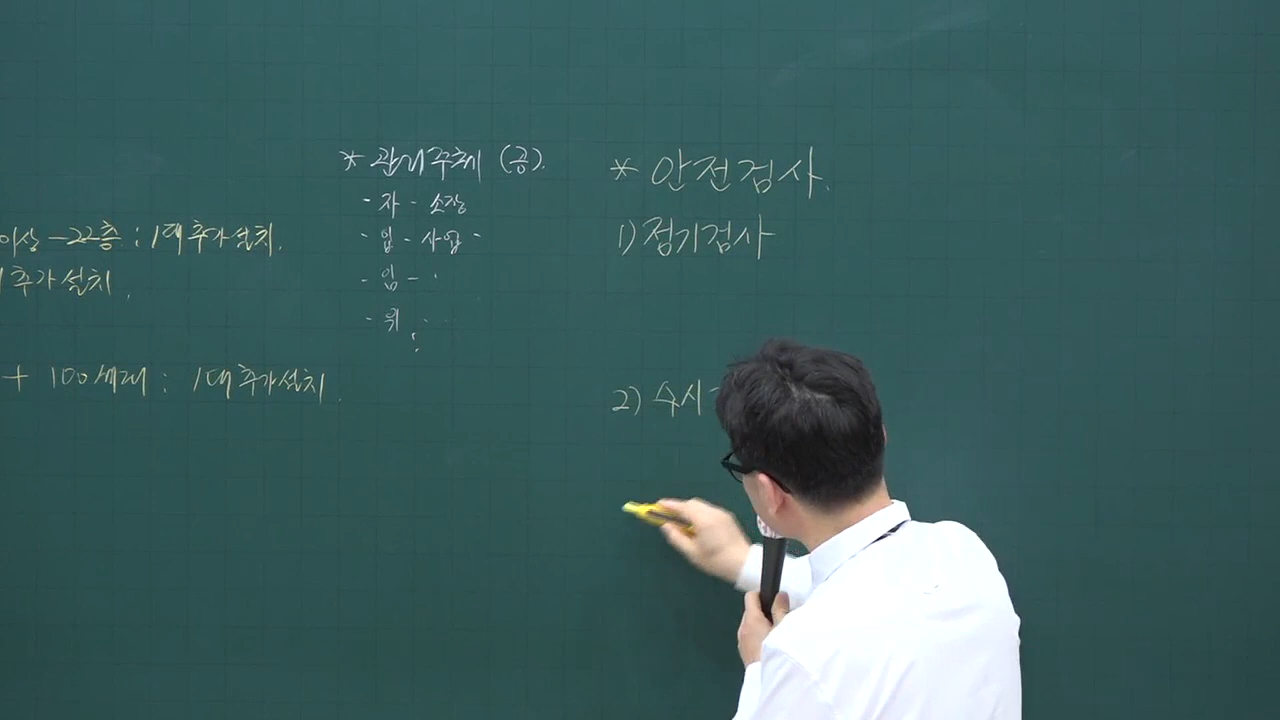 이상 - 22층 : 1대 추가설치.
추가설치.
+ 100세대 : 1대 추가설치.
* 관리주체 (공).
- 자 - 소장
- 입 - 사업 -
- 임 -
- 위
* 안전검사.
1) 정기검사
2) 수시